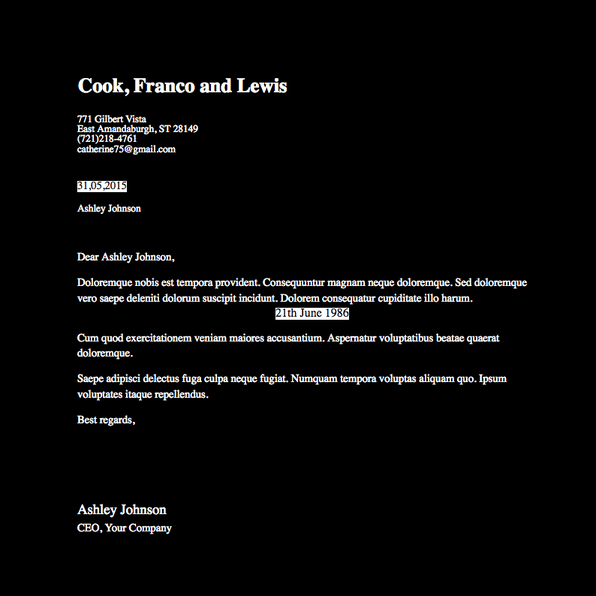 Cook, Franco and Lewis
771 Gilbert Vista
East Amandaburgh, ST 28149
(721)218-4761
catherine75@gmail.com
31,05,2015
Ashley Johnson
Dear Ashley Johnson,
Doloremque nobis est tempora provident. Consequuntur magnam neque doloremque. Sed doloremque
vero saepe deleniti dolorum suscipit incidunt. Dolorem consequatur cupiditate illo harum.
21th June 1986
Cum quod exercitationem veniam maiores accusantium. Aspernatur voluptatibus beatae quaerat
doloremque.
Saepe adipisci delectus fuga culpa neque fugiat. Numquam tempora voluptas aliquam quo. Ipsum
voluptates itaque repellendus.
Best regards,
Ashley Johnson
CEO, Your Company